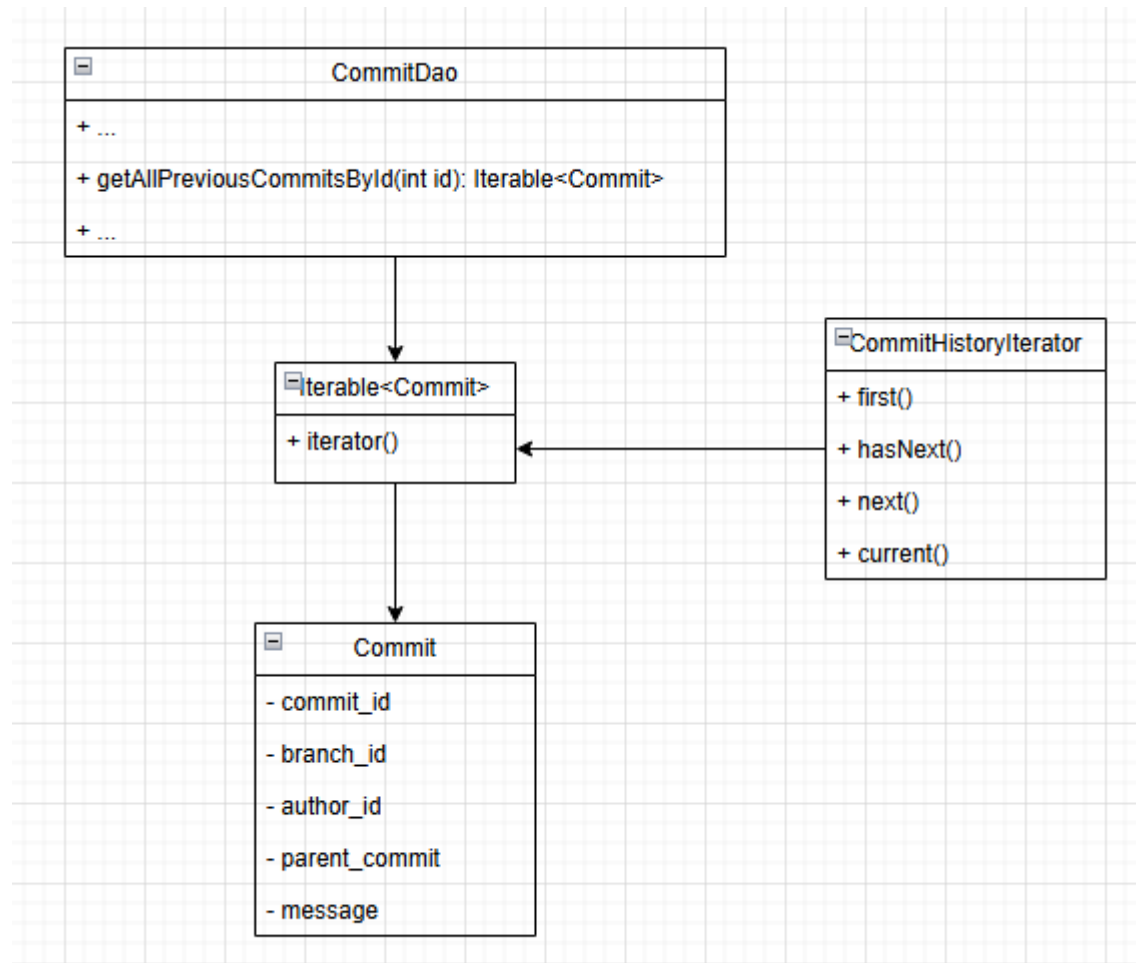 CommitDao
+ ...
+ getAllPreviousCommitsById(int id): Iterable<Commit>
+ ...
Iterable<Commit>
+ iterator()
CommitHistoryIterator
+ first()
+ hasNext()
+ next()
+ current()
Commit
- commit_id
- branch_id
- author_id
- parent_commit
- message